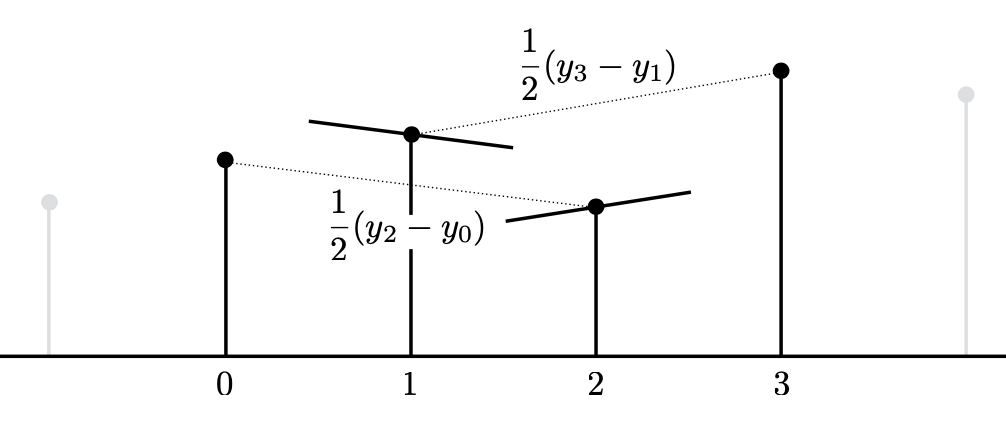 ½(y₃ − y₁)
½(y₂ − y₀)
0 1 2 3